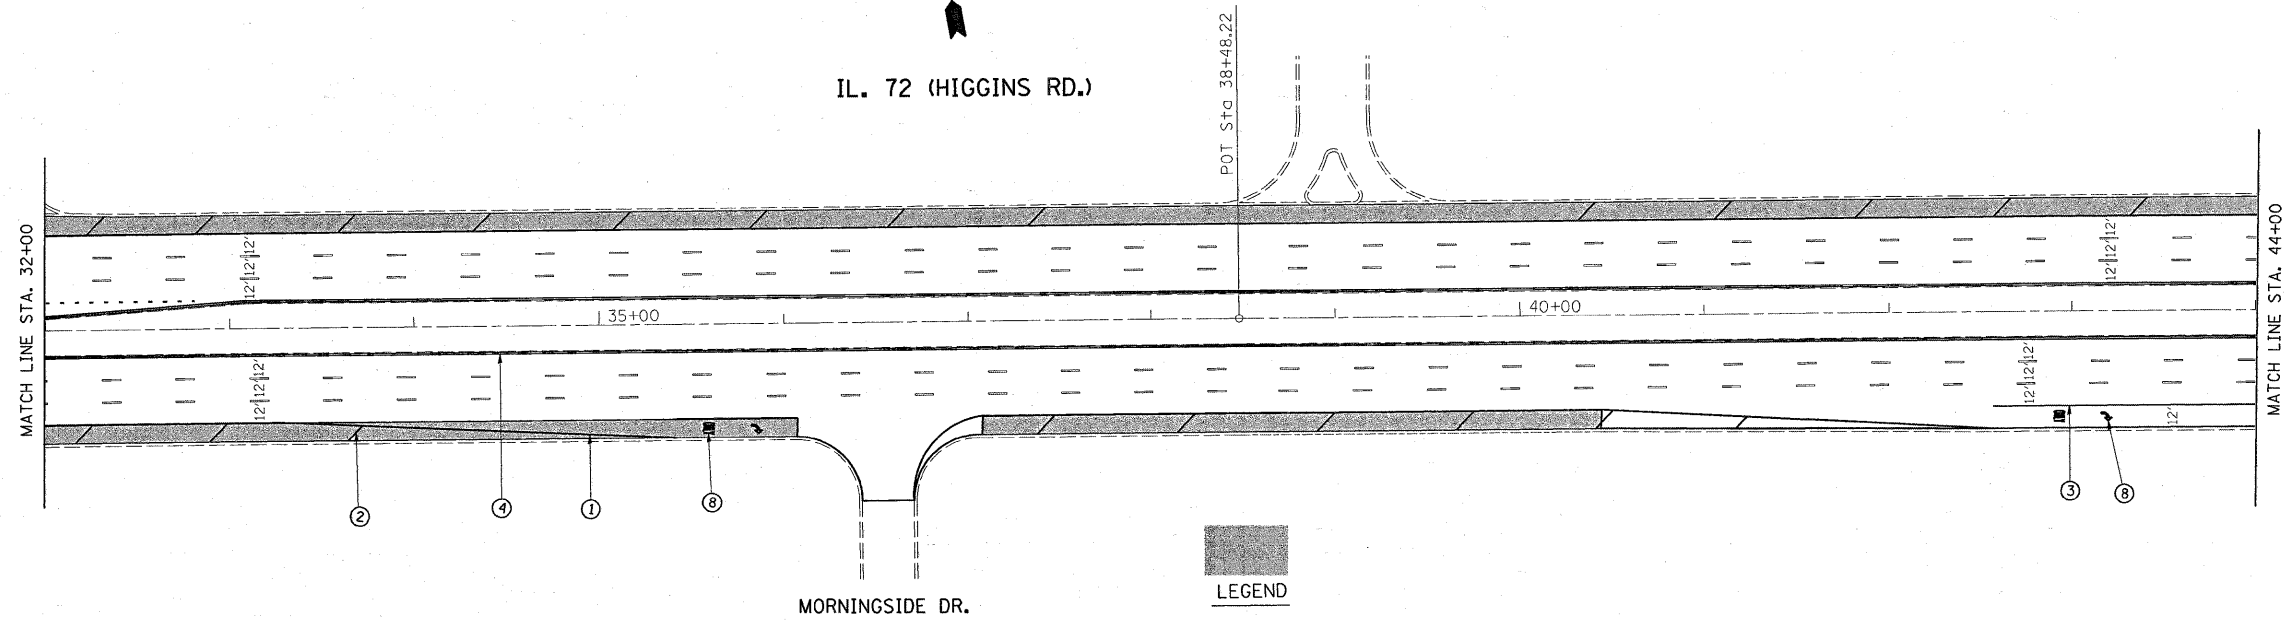 IL. 72 (HIGGINS RD.)
POT Sta 38+48.22
MATCH LINE STA. 32+00
MATCH LINE STA. 44+00
12' 12' 12'
12' 12' 12'
35+00
40+00
12' 12' 12'
12' 12' 12'
12'
2
4
1
8
3
8
MORNINGSIDE DR.
LEGEND